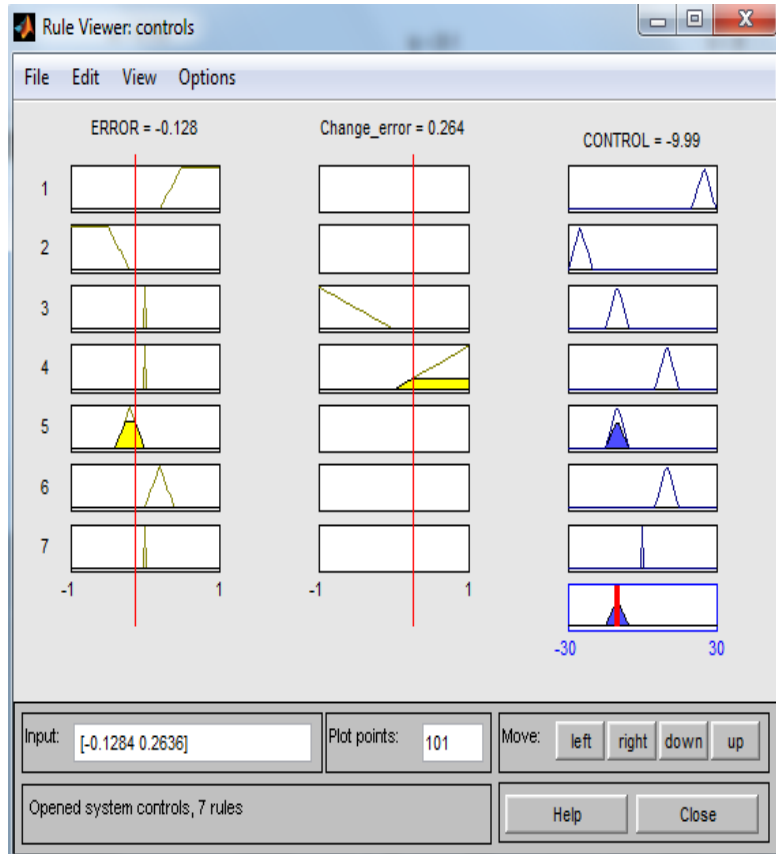 Rule Viewer: controls
File Edit View Options
ERROR = -0.128 Change_error = 0.264 CONTROL = -9.99
1
2
3
4
5
6
7
-1 1 -1 1
-30 30
Input: [-0.1284 0.2636] Plot points: 101 Move: left right down up
Opened system controls, 7 rules Help Close